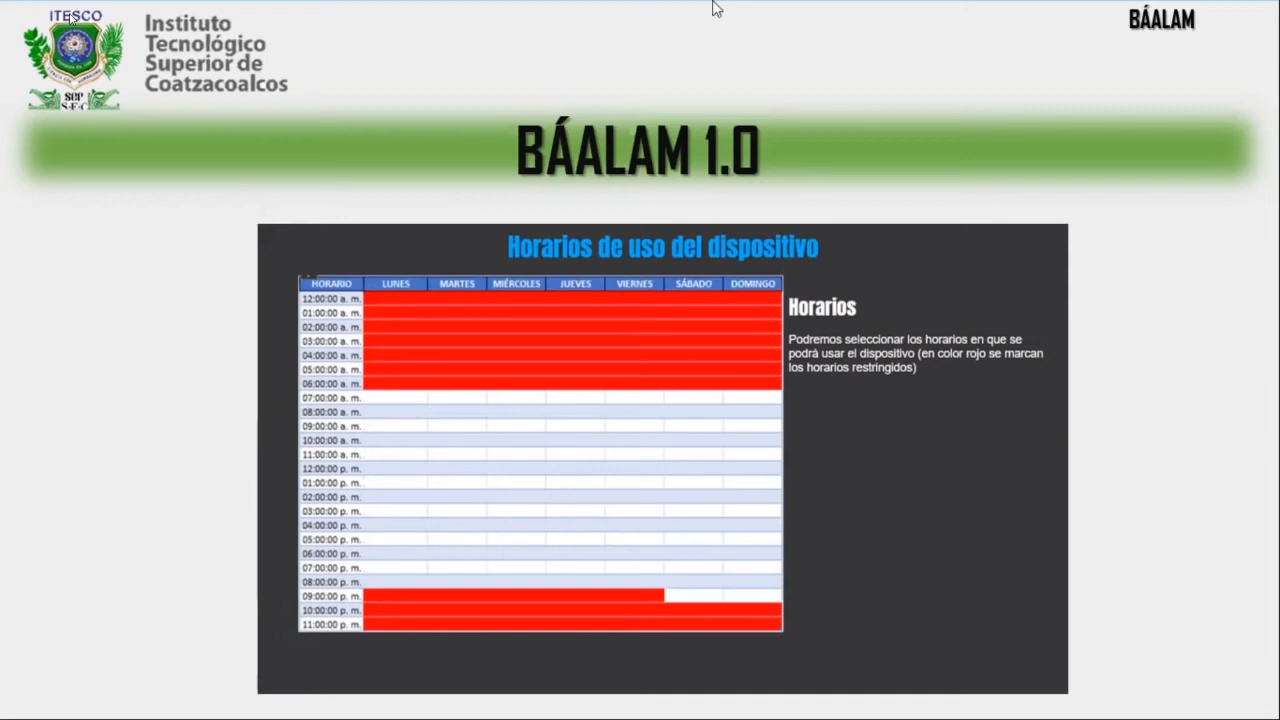 ITESCO
Instituto
Tecnológico
Superior de
Coatzacoalcos
SEP
S·E·C
BÁALAM
BÁALAM 1.0
Horarios de uso del dispositivo
HORARIO LUNES MARTES MIÉRCOLES JUEVES VIERNES SÁBADO DOMINGO
12:00:00 a. m.
01:00:00 a. m.
02:00:00 a. m.
03:00:00 a. m.
04:00:00 a. m.
05:00:00 a. m.
06:00:00 a. m.
07:00:00 a. m.
08:00:00 a. m.
09:00:00 a. m.
10:00:00 a. m.
11:00:00 a. m.
12:00:00 p. m.
01:00:00 p. m.
02:00:00 p. m.
03:00:00 p. m.
04:00:00 p. m.
05:00:00 p. m.
06:00:00 p. m.
07:00:00 p. m.
08:00:00 p. m.
09:00:00 p. m.
10:00:00 p. m.
11:00:00 p. m.
Horarios
Podremos seleccionar los horarios en que se
podrá usar el dispositivo (en color rojo se marcan
los horarios restringidos)